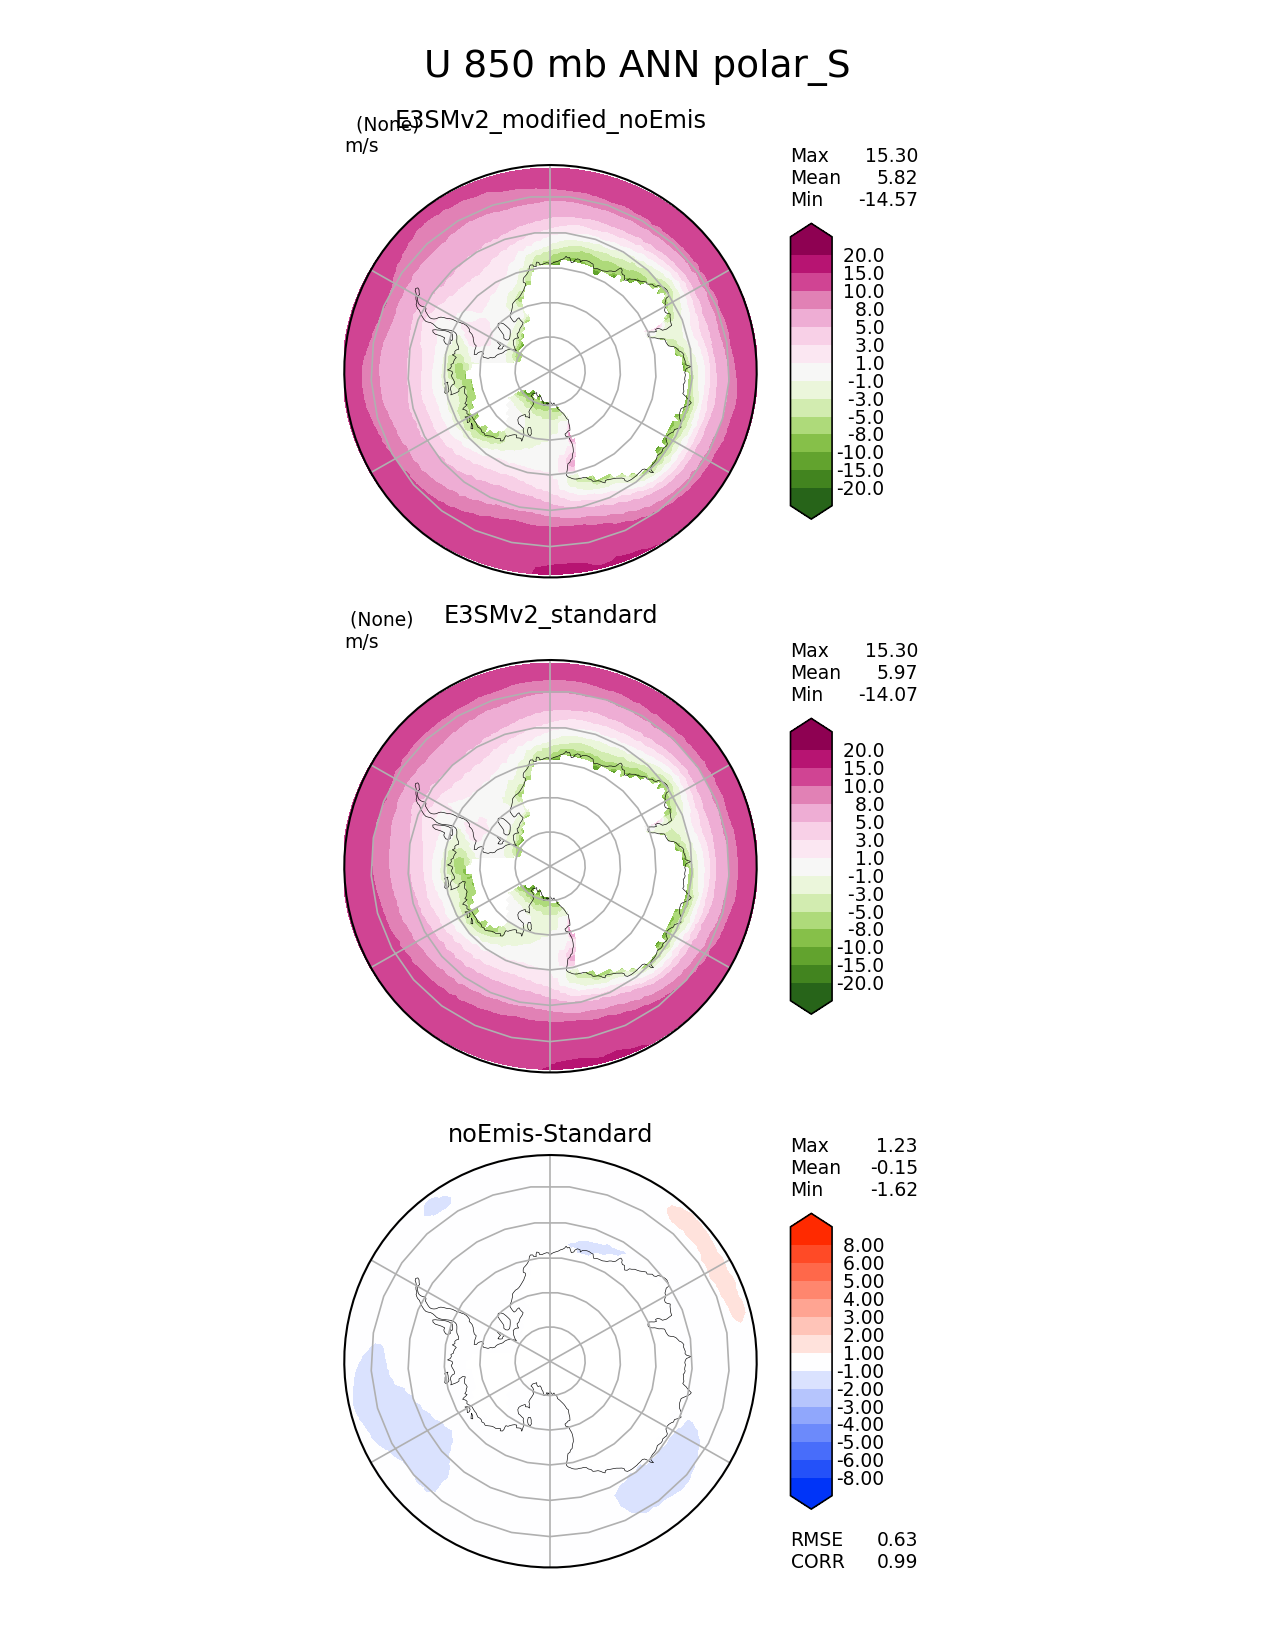 U 850 mb ANN polar_S
E3SMv2_modified_noEmis
(None)
m/s
Max 15.30
Mean 5.82
Min -14.57
20.0
15.0
10.0
8.0
5.0
3.0
1.0
-1.0
-3.0
-5.0
-8.0
-10.0
-15.0
-20.0
(None)
E3SMv2_standard
m/s
Max 15.30
Mean 5.97
Min -14.07
20.0
15.0
10.0
8.0
5.0
3.0
1.0
-1.0
-3.0
-5.0
-8.0
-10.0
-15.0
-20.0
noEmis-Standard
Max 1.23
Mean -0.15
Min -1.62
8.00
6.00
5.00
4.00
3.00
2.00
1.00
-1.00
-2.00
-3.00
-4.00
-5.00
-6.00
-8.00
RMSE 0.63
CORR 0.99